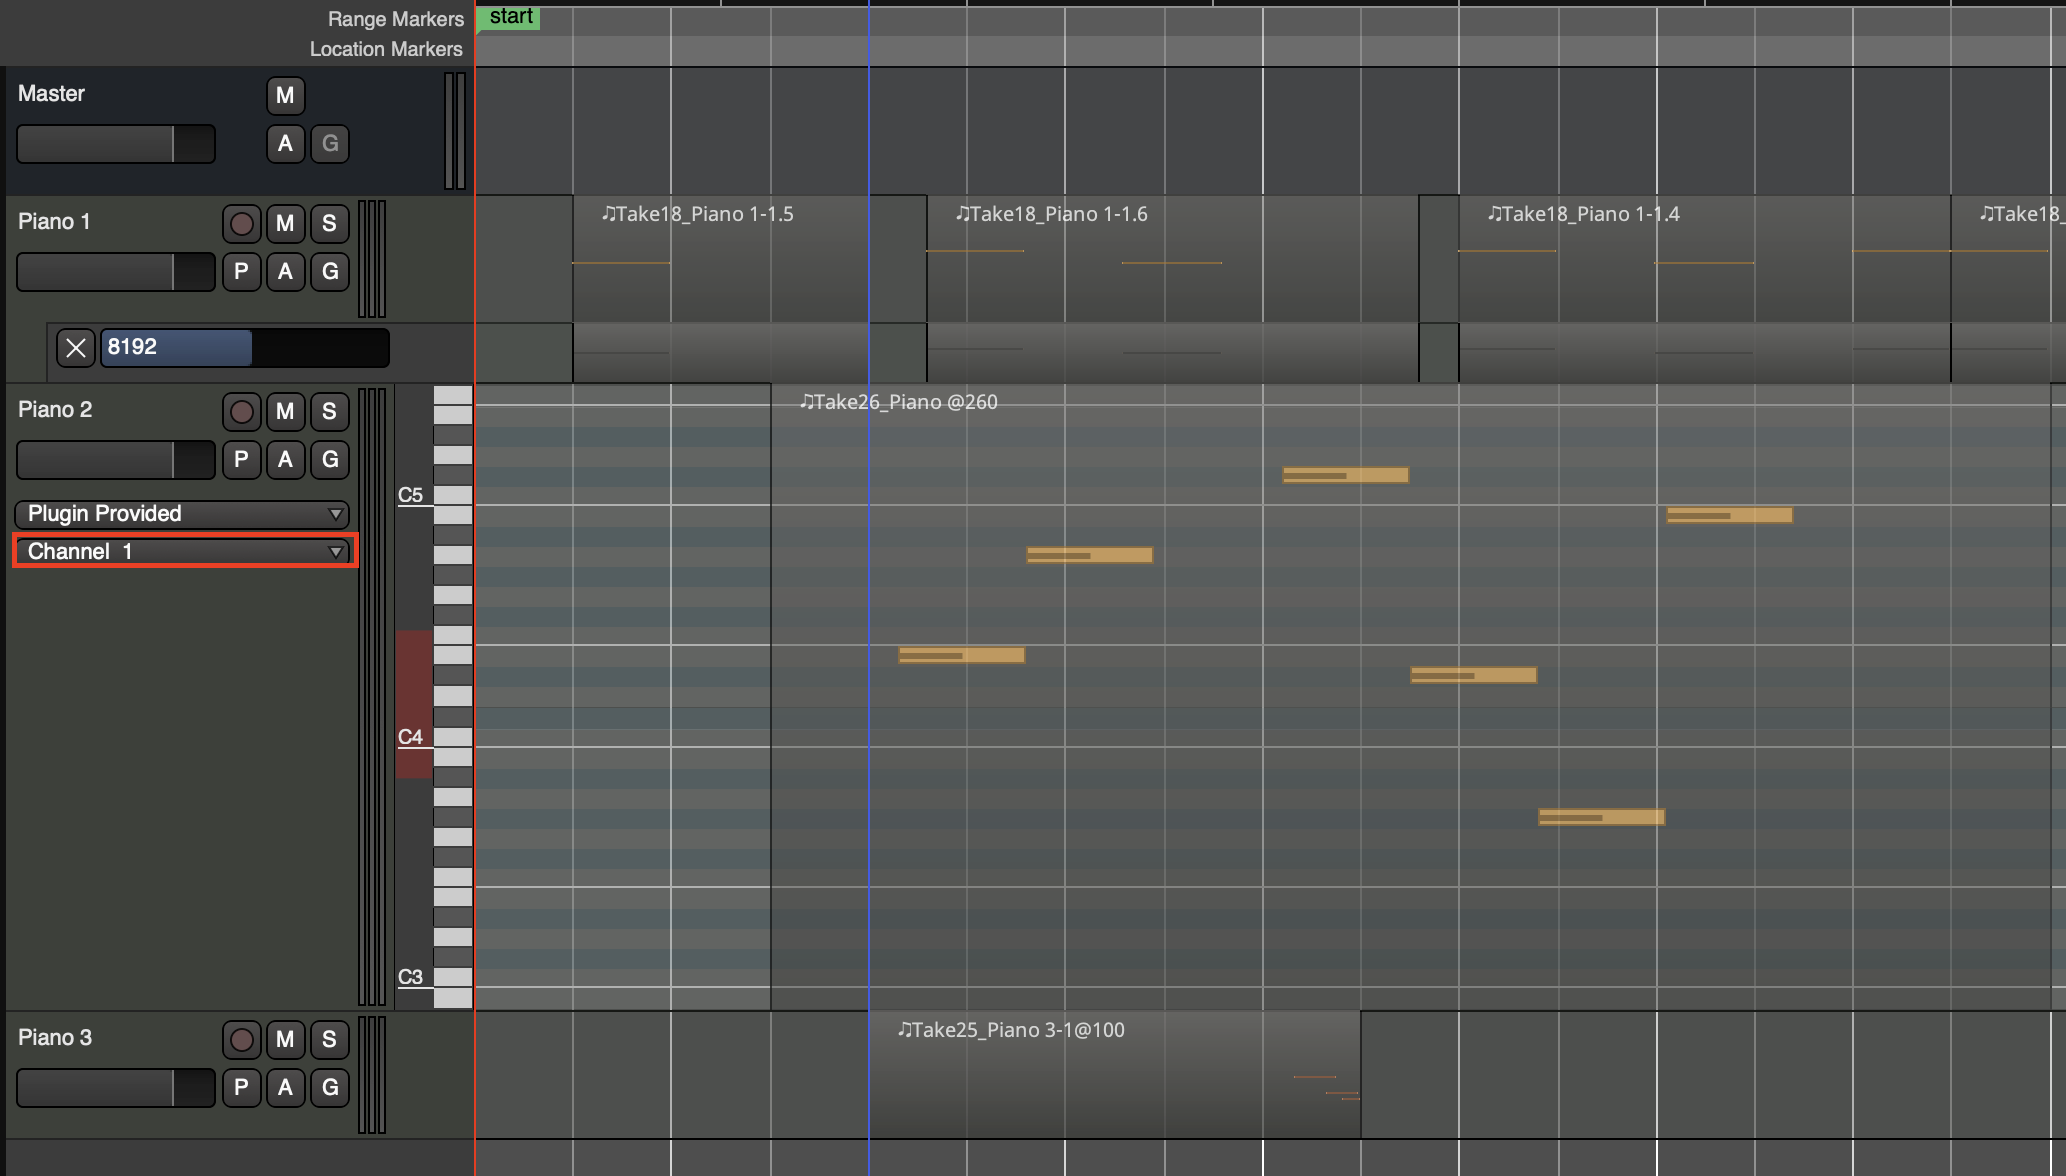 Range Markers
start
Location Markers
Master
M
A G
Piano 1
M S
P A G
♫Take18_Piano 1-1.5
♫Take18_Piano 1-1.6
♫Take18_Piano 1-1.4
♫Take18_
8192
Piano 2
M S
P A G
♫Take26_Piano @260
Plugin Provided
Channel 1
C5
C4
C3
Piano 3
M S
P A G
♫Take25_Piano 3-1@100